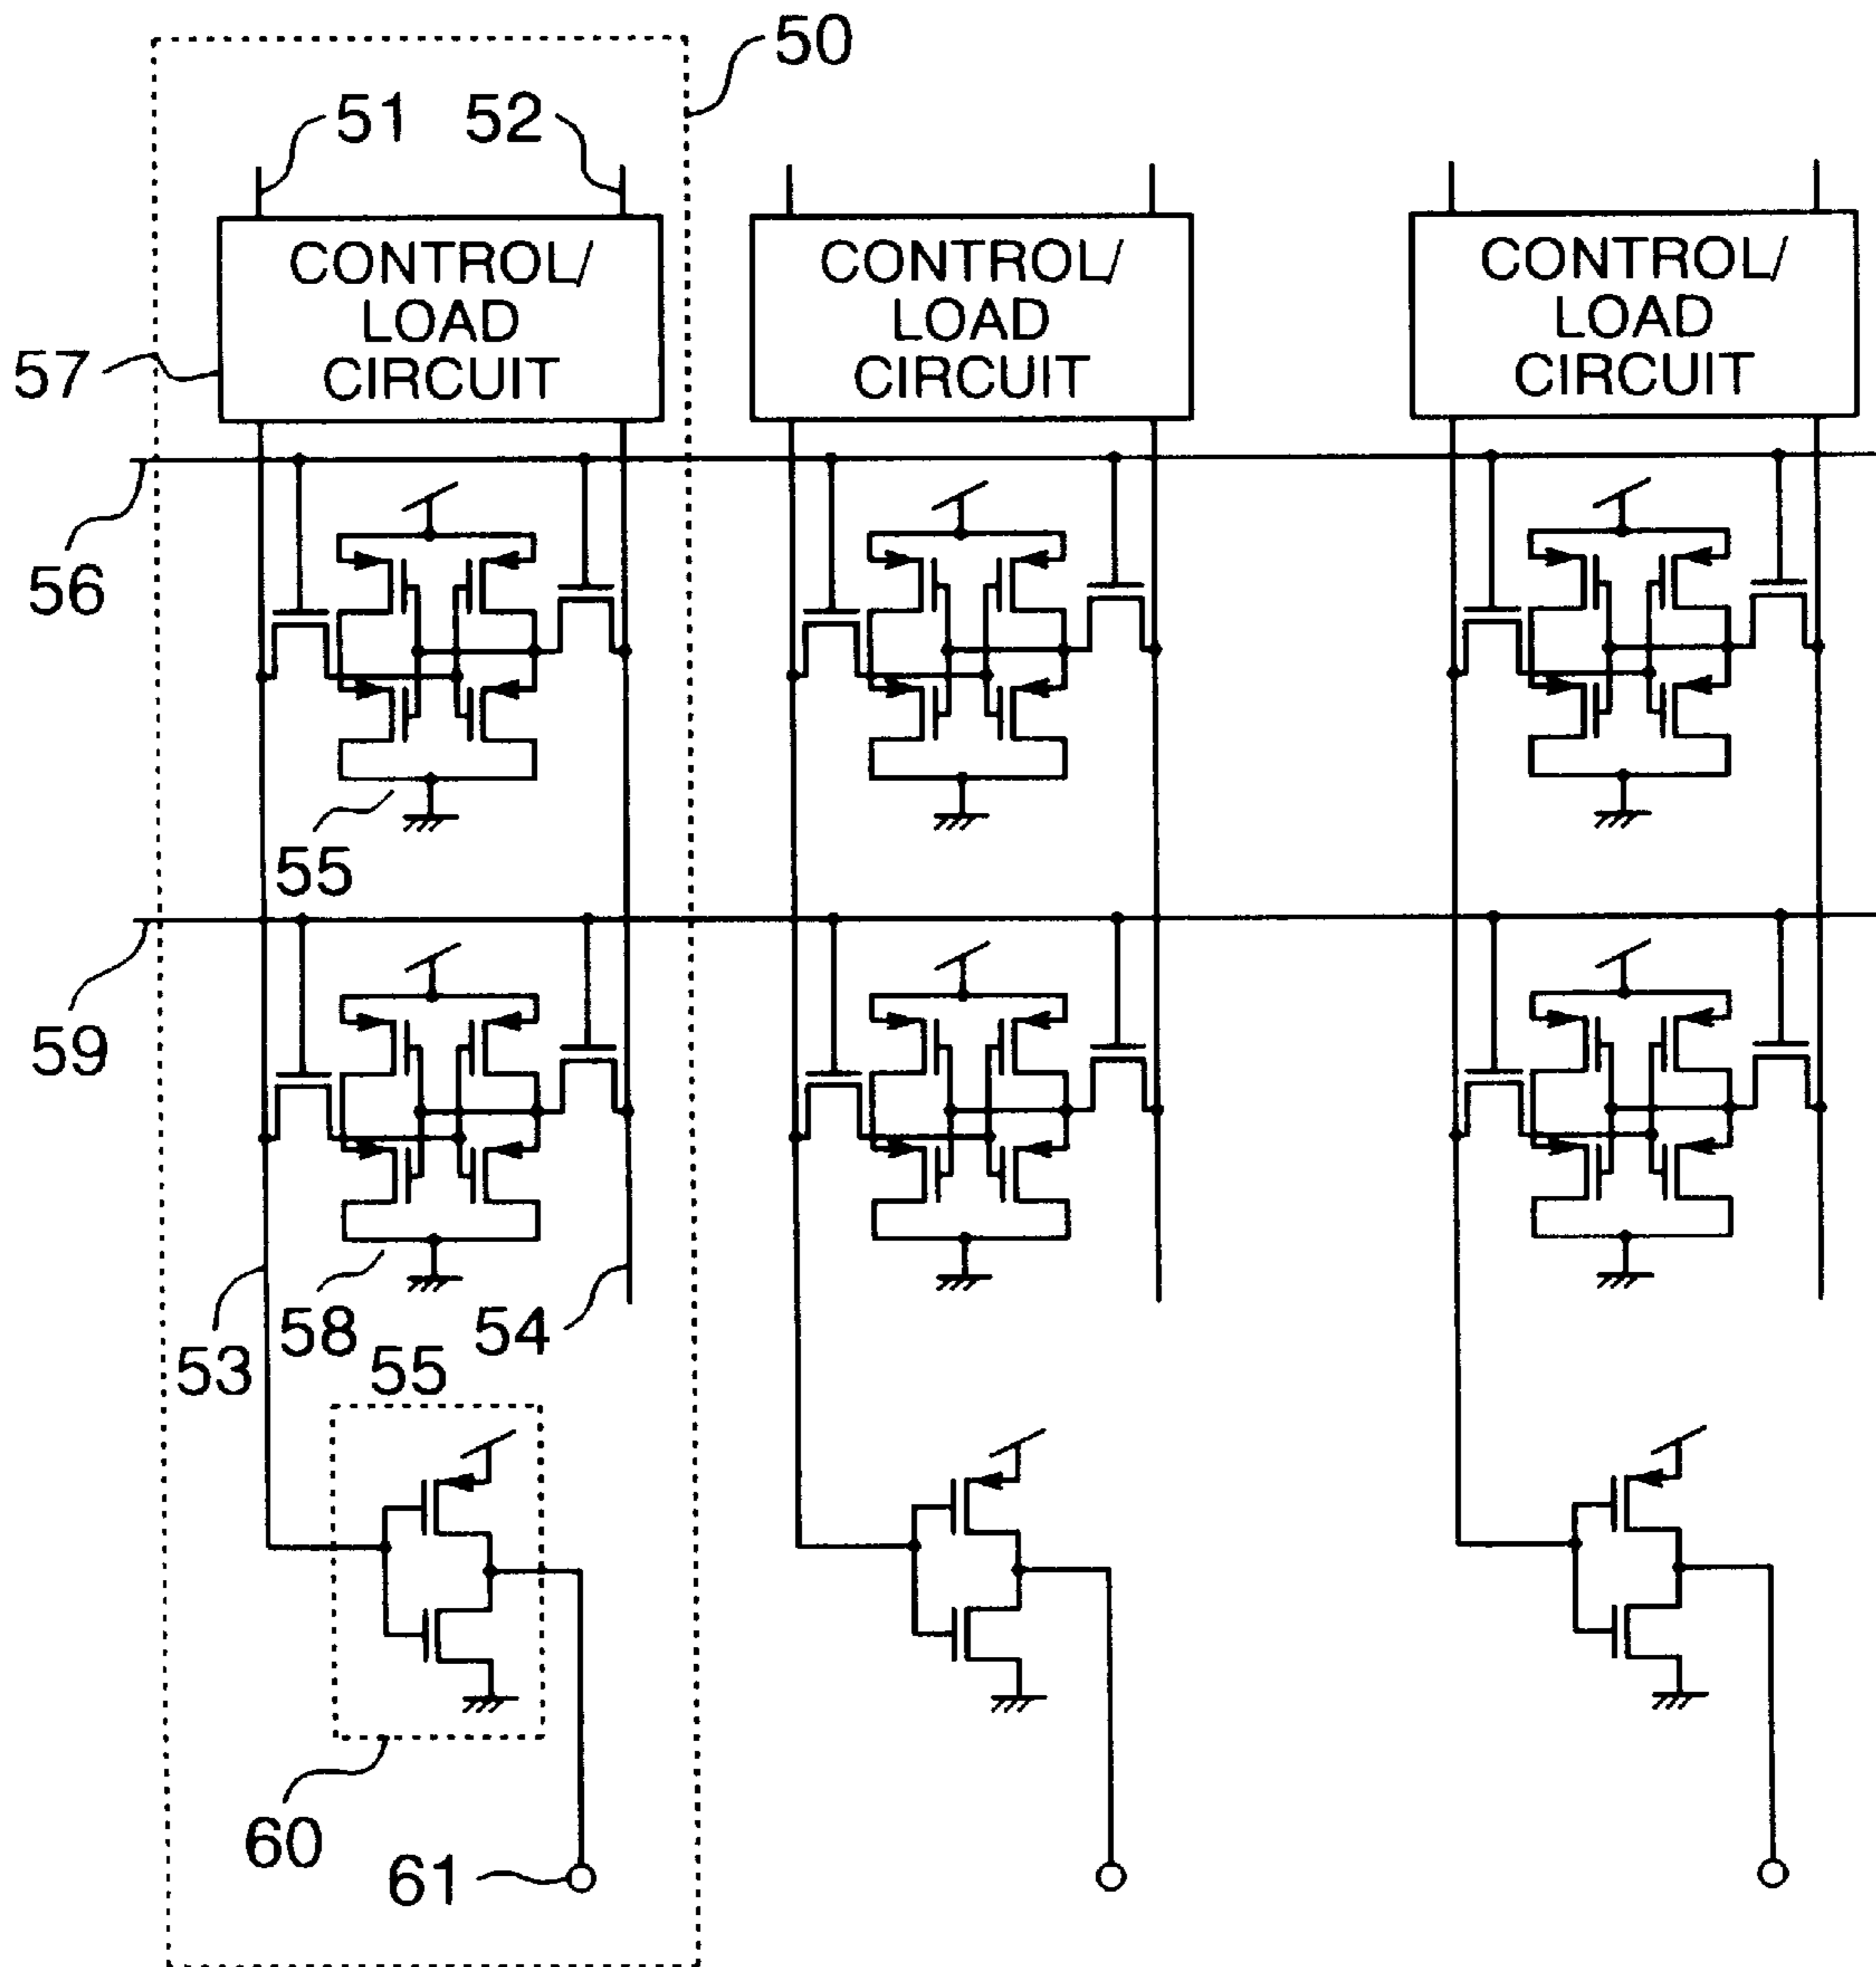 50
51 52
CONTROL/
LOAD
CIRCUIT
CONTROL/
LOAD
CIRCUIT
CONTROL/
LOAD
CIRCUIT
57
56
55
59
58
54
53
55
60
61